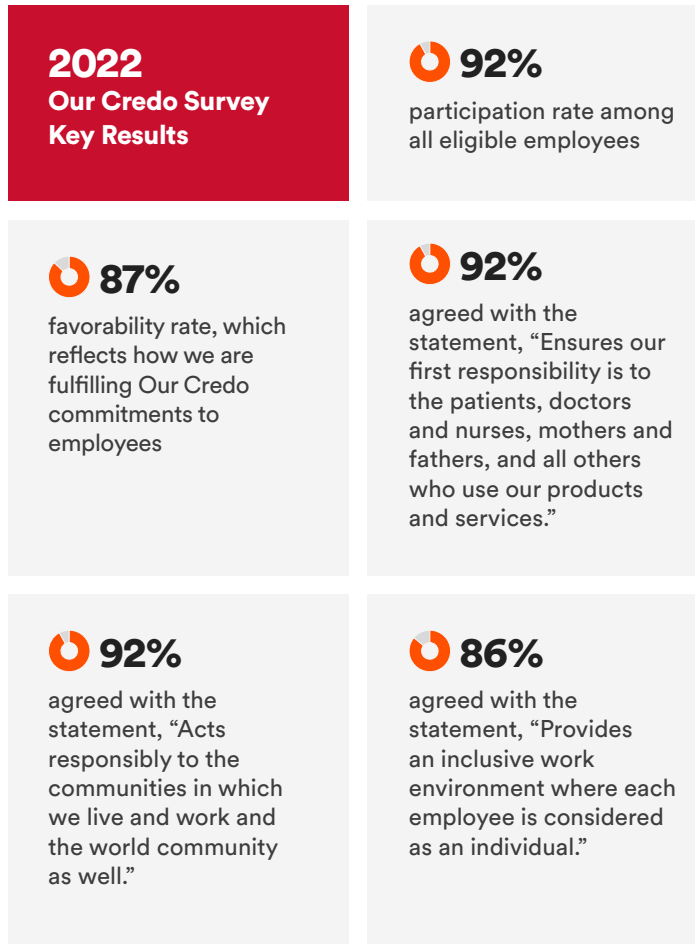 2022
Our Credo Survey
Key Results
92%
participation rate among
all eligible employees
87%
favorability rate, which
reflects how we are
fulfilling Our Credo
commitments to
employees
92%
agreed with the
statement, “Ensures our
first responsibility is to
the patients, doctors
and nurses, mothers and
fathers, and all others
who use our products
and services.”
92%
agreed with the
statement, “Acts
responsibly to the
communities in which
we live and work and
the world community
as well.”
86%
agreed with the
statement, “Provides
an inclusive work
environment where each
employee is considered
as an individual.”